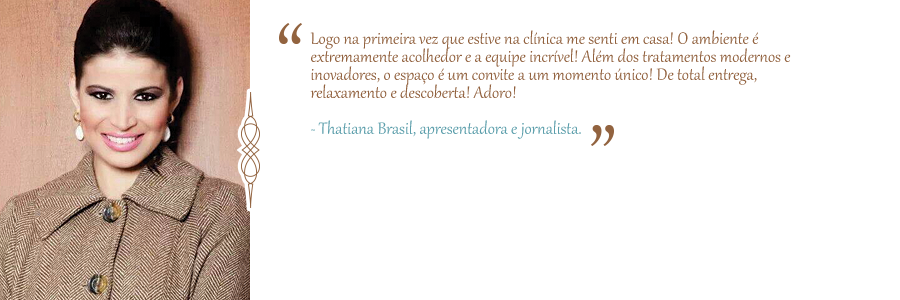 “ Logo na primeira vez que estive na clínica me senti em casa! O ambiente é
extremamente acolhedor e a equipe incrível! Além dos tratamentos modernos e
inovadores, o espaço é um convite a um momento único! De total entrega,
relaxamento e descoberta! Adoro!
- Thatiana Brasil, apresentadora e jornalista. ”